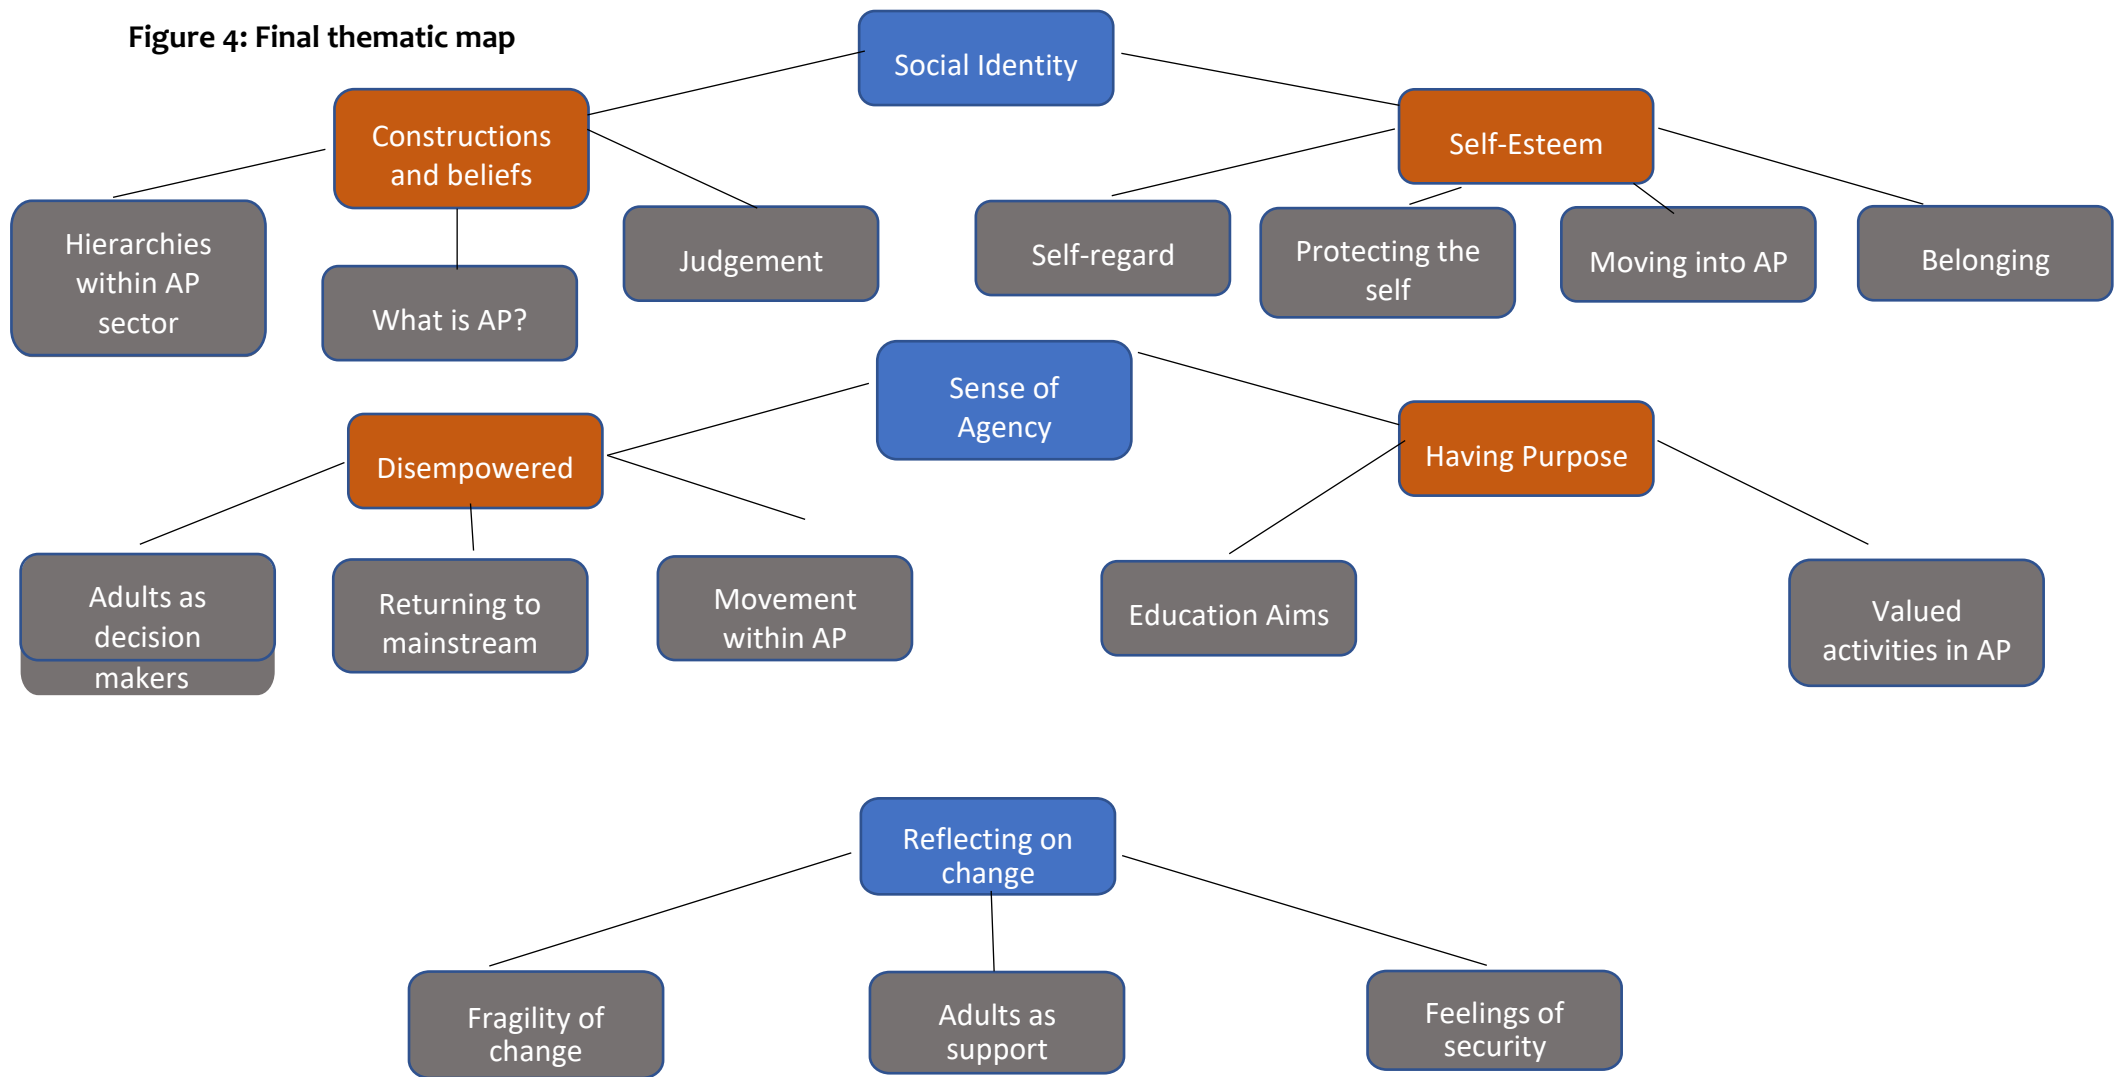 Figure 4: Final thematic map
Social Identity
Constructions
and beliefs
Self-Esteem
Hierarchies
within AP
sector
What is AP?
Judgement
Self-regard
Protecting the
self
Moving into AP
Belonging
Sense of
Agency
Disempowered
Having Purpose
Adults as
decision
makers
Returning to
mainstream
Movement
within AP
Education Aims
Valued
activities in AP
Reflecting on
change
Fragility of
change
Adults as
support
Feelings of
security